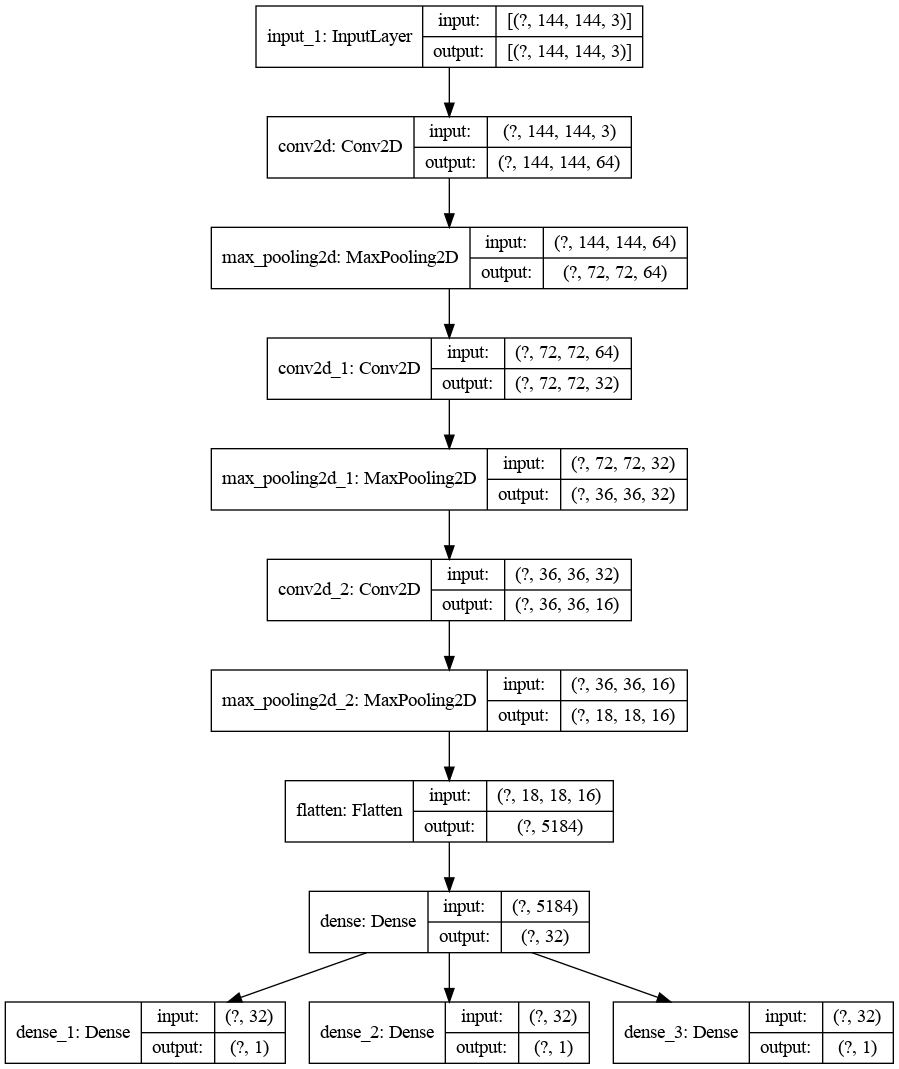 input_1: InputLayer
input: [(?, 144, 144, 3)]
output: [(?, 144, 144, 3)]
conv2d: Conv2D
input: (?, 144, 144, 3)
output: (?, 144, 144, 64)
max_pooling2d: MaxPooling2D
input: (?, 144, 144, 64)
output: (?, 72, 72, 64)
conv2d_1: Conv2D
input: (?, 72, 72, 64)
output: (?, 72, 72, 32)
max_pooling2d_1: MaxPooling2D
input: (?, 72, 72, 32)
output: (?, 36, 36, 32)
conv2d_2: Conv2D
input: (?, 36, 36, 32)
output: (?, 36, 36, 16)
max_pooling2d_2: MaxPooling2D
input: (?, 36, 36, 16)
output: (?, 18, 18, 16)
flatten: Flatten
input: (?, 18, 18, 16)
output: (?, 5184)
dense: Dense
input: (?, 5184)
output: (?, 32)
dense_1: Dense
input: (?, 32)
output: (?, 1)
dense_2: Dense
input: (?, 32)
output: (?, 1)
dense_3: Dense
input: (?, 32)
output: (?, 1)